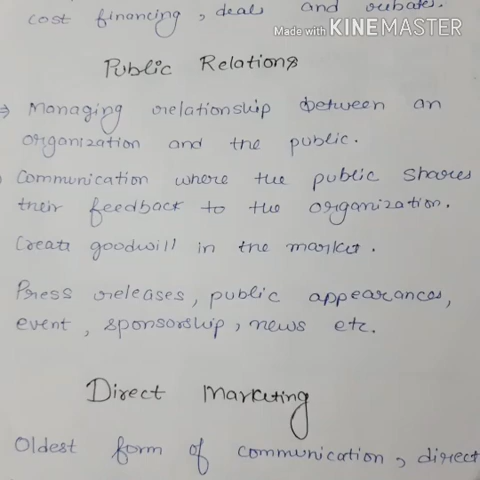 cost financing, deals and rebates.
Made with KINEMASTER
Public Relations
→ Managing relationship between an
organization and the public.
Communication where the public shares
their feedback to the organization.
Create goodwill in the market.
Press releases, public appearances,
event, sponsorship, news etc.
Direct Marketing
Oldest form of communication, direct